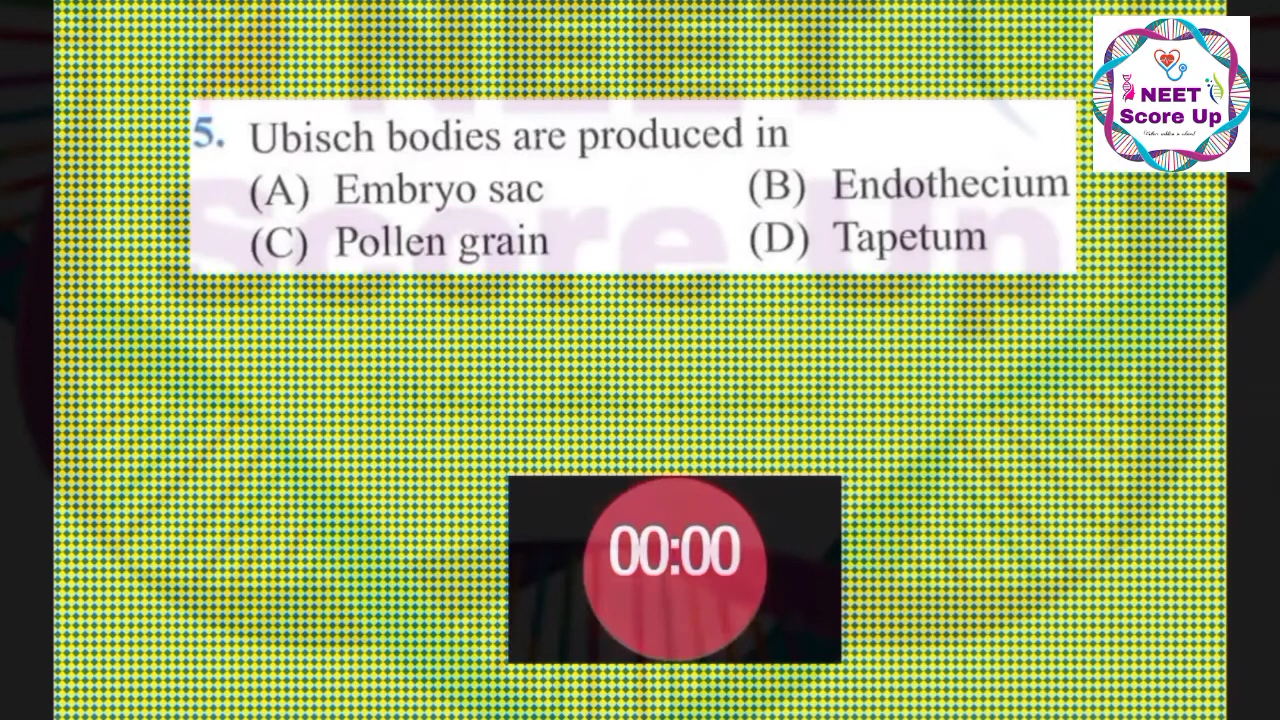 NEET
Score Up
5. Ubisch bodies are produced in
(A) Embryo sac (B) Endothecium
(C) Pollen grain (D) Tapetum
00:00